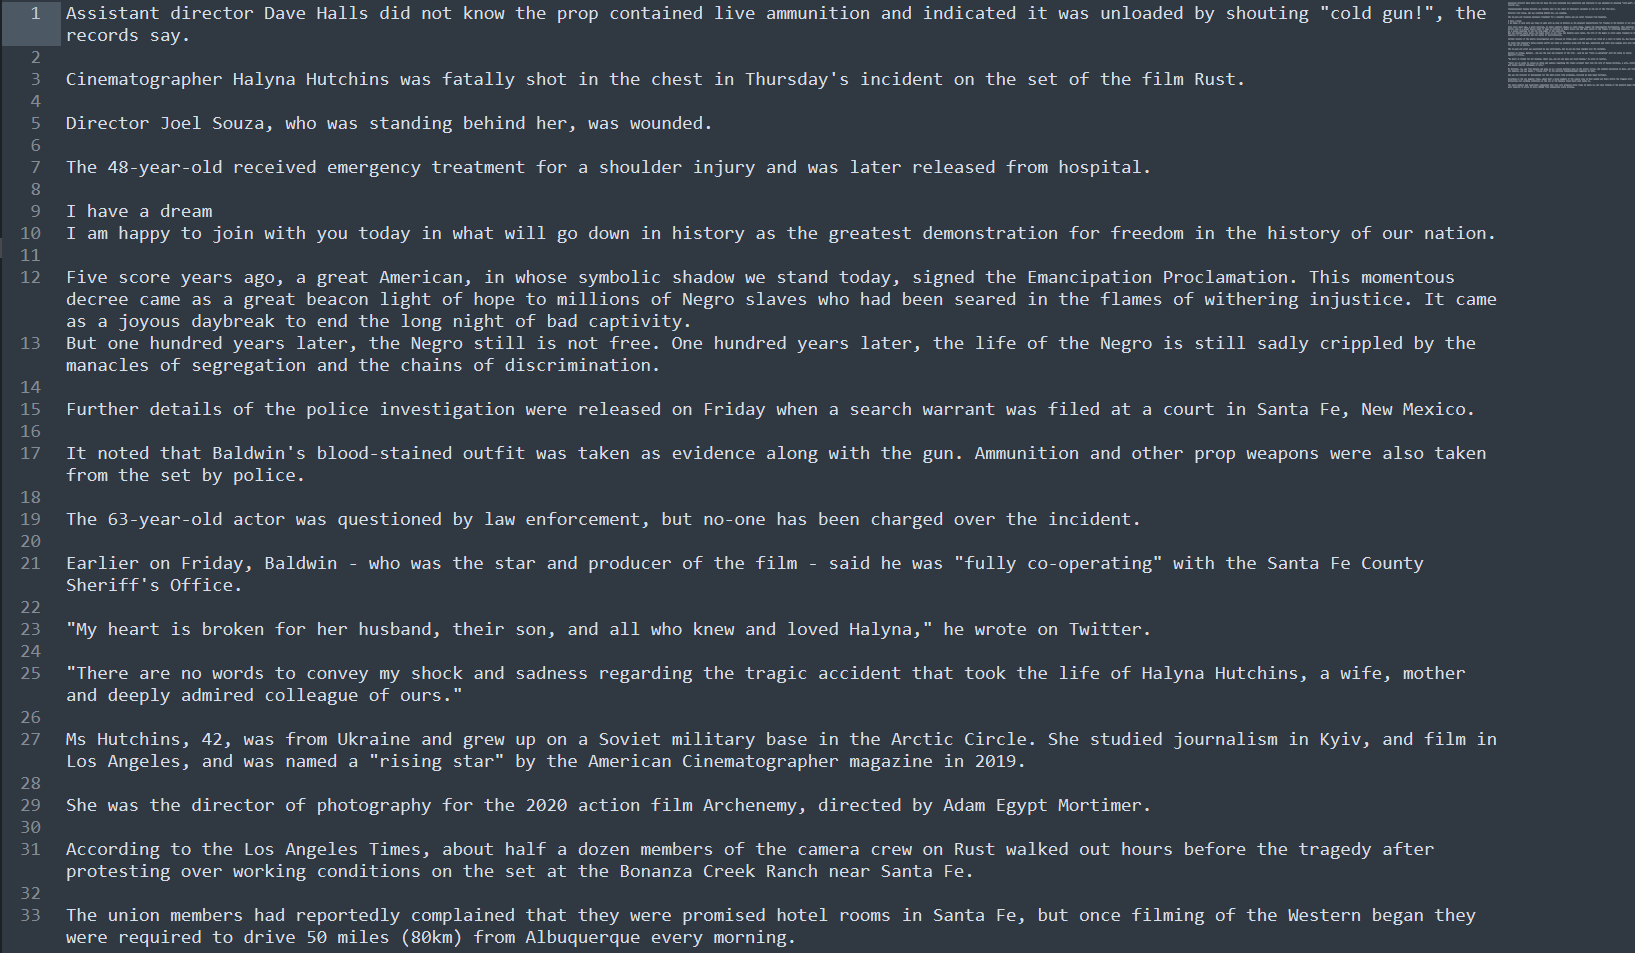 1 Assistant director Dave Halls did not know the prop contained live ammunition and indicated it was unloaded by shouting "cold gun!", the
records say.
2
3 Cinematographer Halyna Hutchins was fatally shot in the chest in Thursday's incident on the set of the film Rust.
4
5 Director Joel Souza, who was standing behind her, was wounded.
6
7 The 48-year-old received emergency treatment for a shoulder injury and was later released from hospital.
8
9 I have a dream
10 I am happy to join with you today in what will go down in history as the greatest demonstration for freedom in the history of our nation.
11
12 Five score years ago, a great American, in whose symbolic shadow we stand today, signed the Emancipation Proclamation. This momentous
decree came as a great beacon light of hope to millions of Negro slaves who had been seared in the flames of withering injustice. It came
as a joyous daybreak to end the long night of bad captivity.
13 But one hundred years later, the Negro still is not free. One hundred years later, the life of the Negro is still sadly crippled by the
manacles of segregation and the chains of discrimination.
14
15 Further details of the police investigation were released on Friday when a search warrant was filed at a court in Santa Fe, New Mexico.
16
17 It noted that Baldwin's blood-stained outfit was taken as evidence along with the gun. Ammunition and other prop weapons were also taken
from the set by police.
18
19 The 63-year-old actor was questioned by law enforcement, but no-one has been charged over the incident.
20
21 Earlier on Friday, Baldwin - who was the star and producer of the film - said he was "fully co-operating" with the Santa Fe County
Sheriff's Office.
22
23 "My heart is broken for her husband, their son, and all who knew and loved Halyna," he wrote on Twitter.
24
25 "There are no words to convey my shock and sadness regarding the tragic accident that took the life of Halyna Hutchins, a wife, mother
and deeply admired colleague of ours."
26
27 Ms Hutchins, 42, was from Ukraine and grew up on a Soviet military base in the Arctic Circle. She studied journalism in Kyiv, and film in
Los Angeles, and was named a "rising star" by the American Cinematographer magazine in 2019.
28
29 She was the director of photography for the 2020 action film Archenemy, directed by Adam Egypt Mortimer.
30
31 According to the Los Angeles Times, about half a dozen members of the camera crew on Rust walked out hours before the tragedy after
protesting over working conditions on the set at the Bonanza Creek Ranch near Santa Fe.
32
33 The union members had reportedly complained that they were promised hotel rooms in Santa Fe, but once filming of the Western began they
were required to drive 50 miles (80km) from Albuquerque every morning.